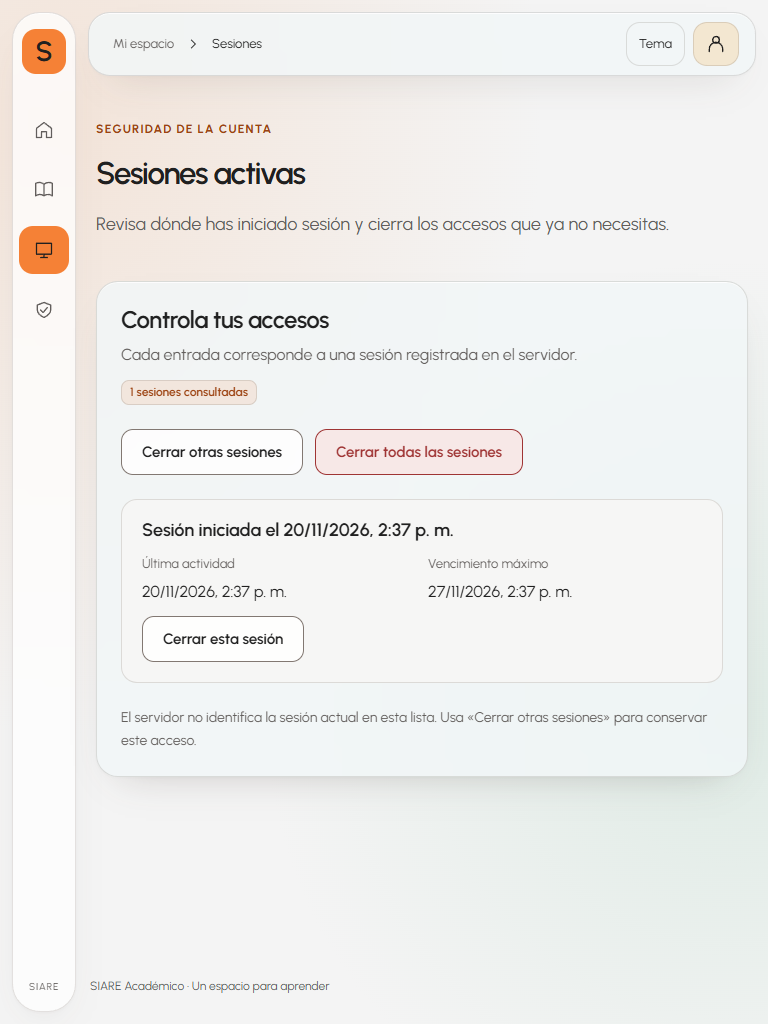 S
Mi espacio
Sesiones
Tema
SEGURIDAD DE LA CUENTA
Sesiones activas
Revisa dónde has iniciado sesión y cierra los accesos que ya no necesitas.
Controla tus accesos
Cada entrada corresponde a una sesión registrada en el servidor.
1 sesiones consultadas
Cerrar otras sesiones
Cerrar todas las sesiones
Sesión iniciada el 20/11/2026, 2:37 p. m.
Última actividad
Vencimiento máximo
20/11/2026, 2:37 p. m.
27/11/2026, 2:37 p. m.
Cerrar esta sesión
El servidor no identifica la sesión actual en esta lista. Usa «Cerrar otras sesiones» para conservar
este acceso.
SIARE
SIARE Académico · Un espacio para aprender